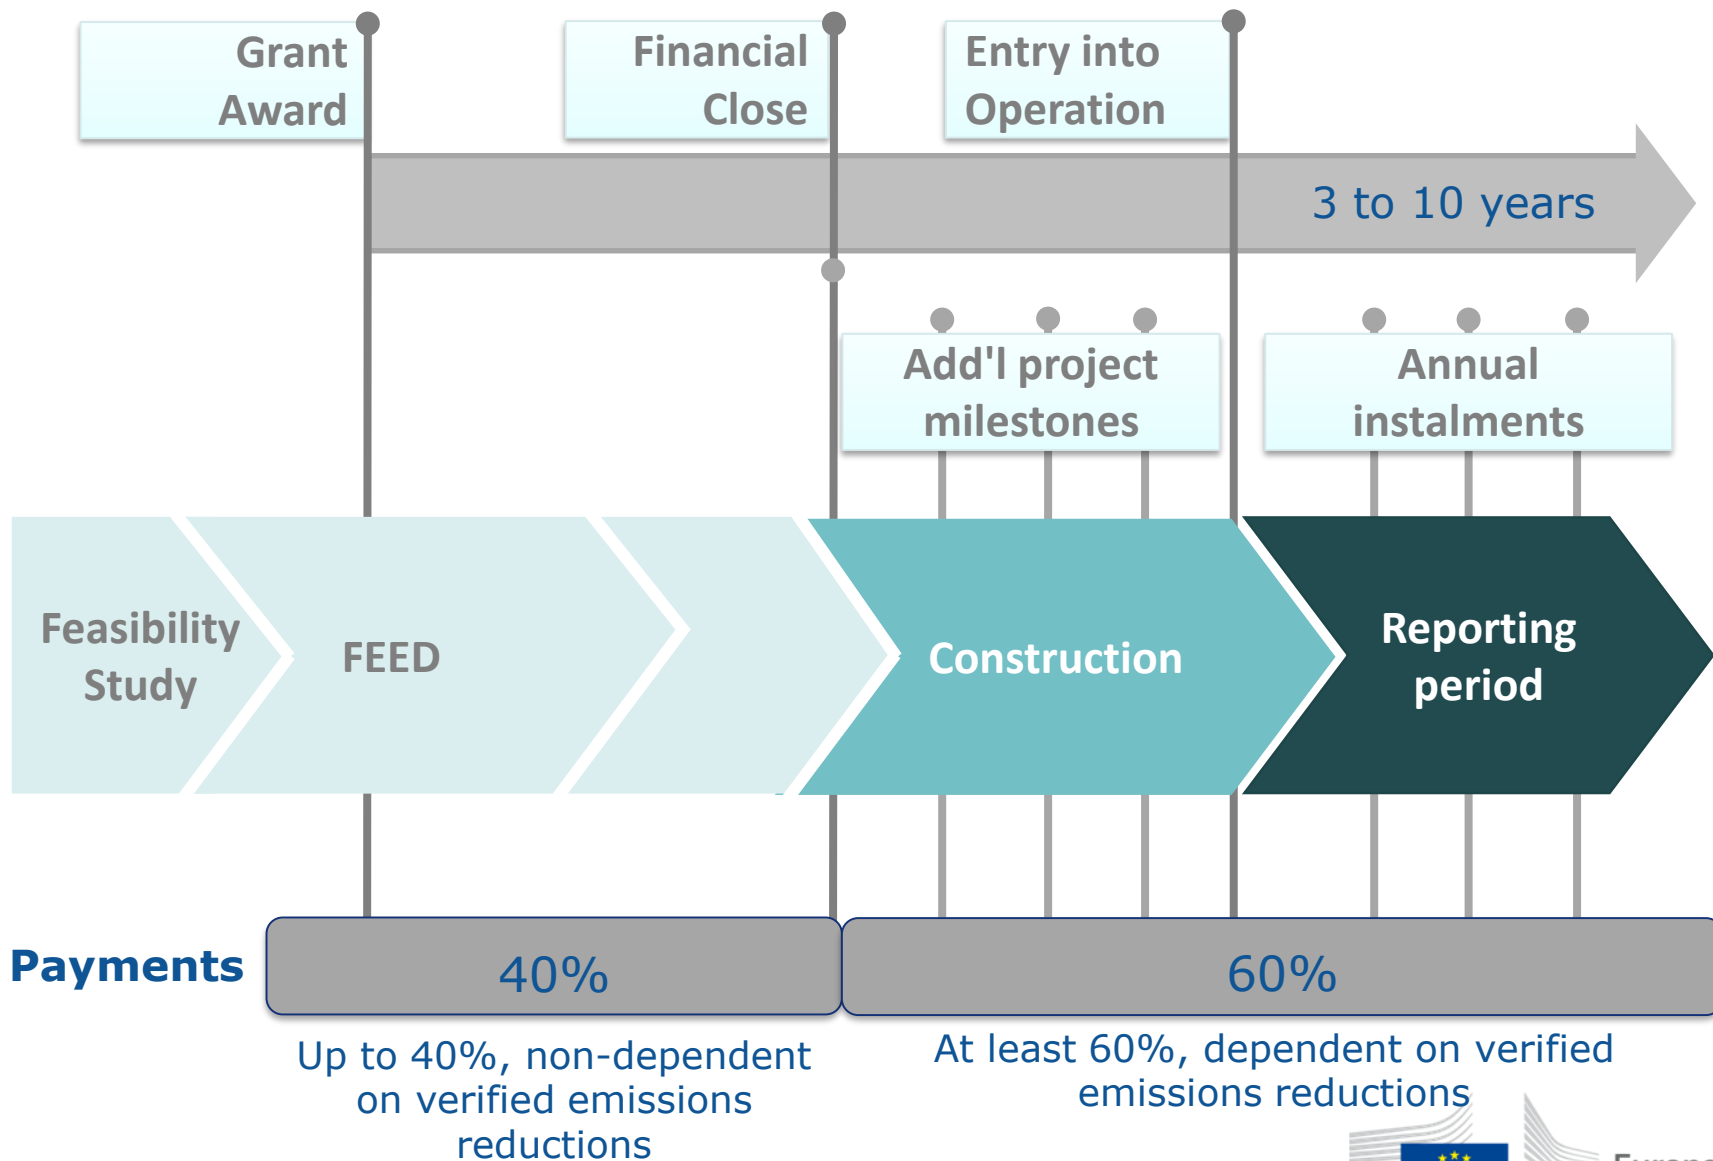 Grant
Award
Financial
Close
Entry into
Operation
3 to 10 years
Add'l project
milestones
Annual
instalments
Feasibility
Study
FEED
Construction
Reporting
period
Payments
40%
60%
Up to 40%, non-dependent
on verified emissions
reductions
At least 60%, dependent on verified
emissions reductions